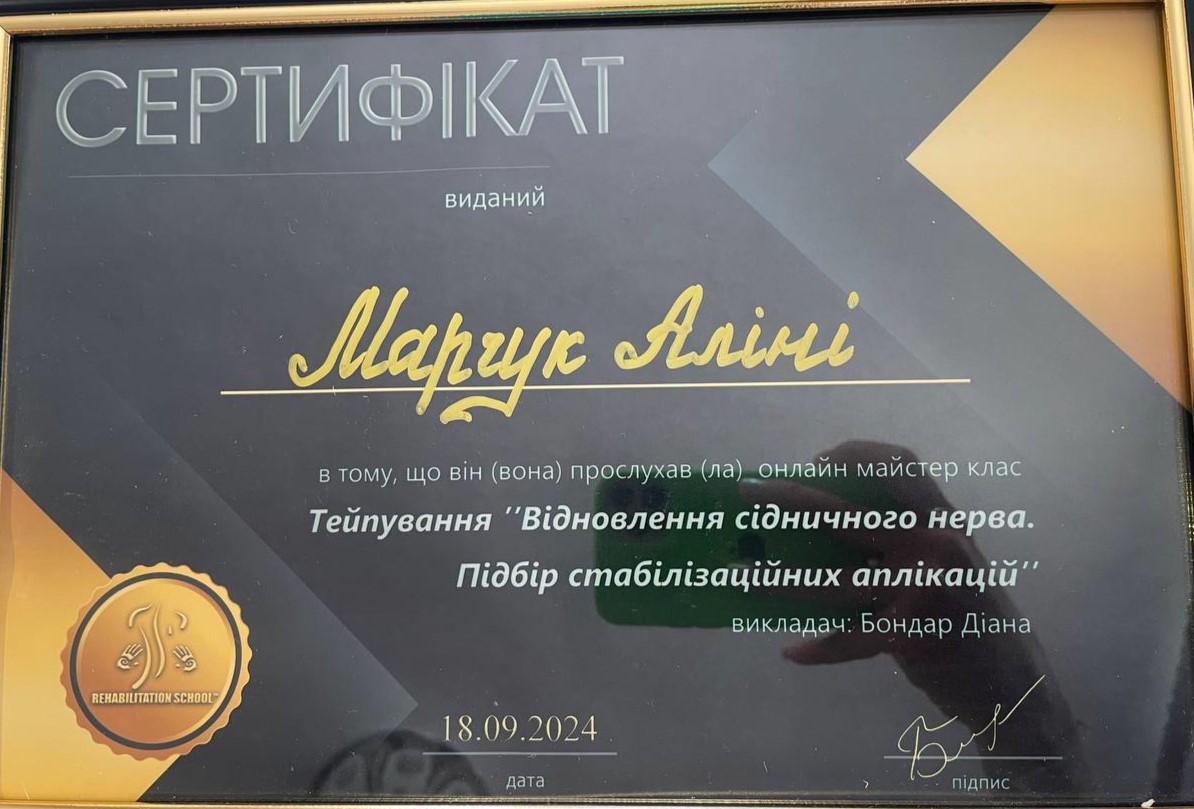 СЕРТИФІКАТ
виданий
Марчук Аліні
в тому, що він (вона) прослухав (ла) онлайн майстер клас
Тейпування ''Відновлення сідничного нерва.
Підбір стабілізаційних аплікацій''
викладач: Бондар Діана
REHABILITATION SCHOOL
18.09.2024
дата
підпис